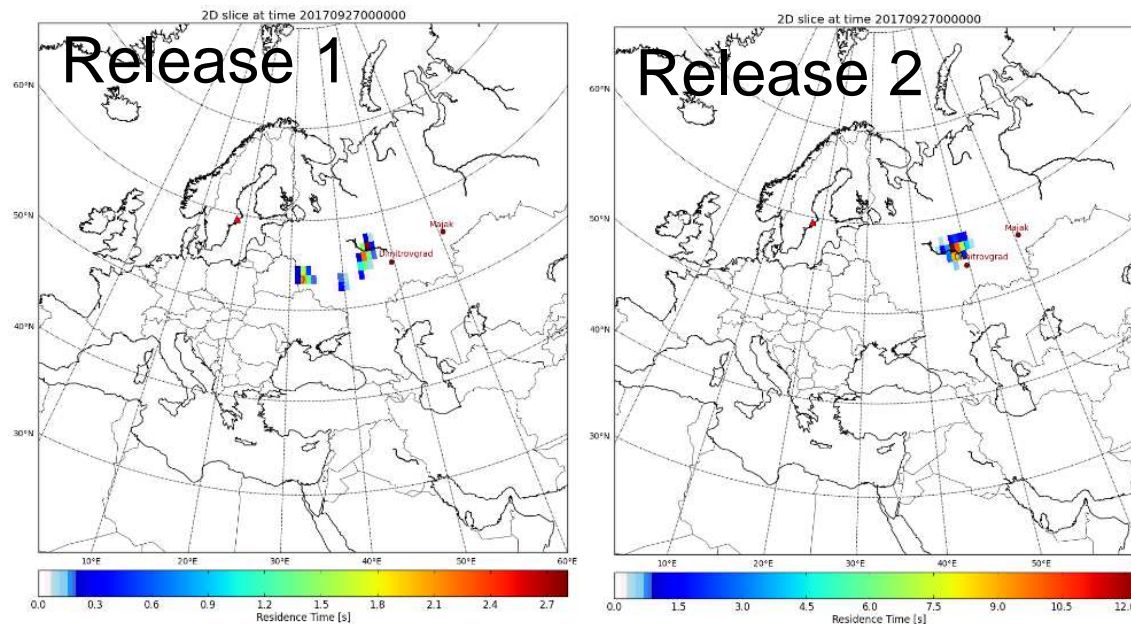 2D slice at time 20170927000000
Release 1
60°N
50°N
40°N
30°N
Majak
Dimitrovgrad
10°E 20°E 30°E 40°E 50°E 60°E
0.0 0.3 0.6 0.9 1.2 1.5 1.8 2.1 2.4 2.7
Residence Time [s]
2D slice at time 20170927000000
Release 2
60°N
50°N
40°N
30°N
Majak
Dimitrovgrad
10°E 20°E 30°E 40°E 50°E
0.0 1.5 3.0 4.5 6.0 7.5 9.0 10.5 12.0
Residence Time [s]